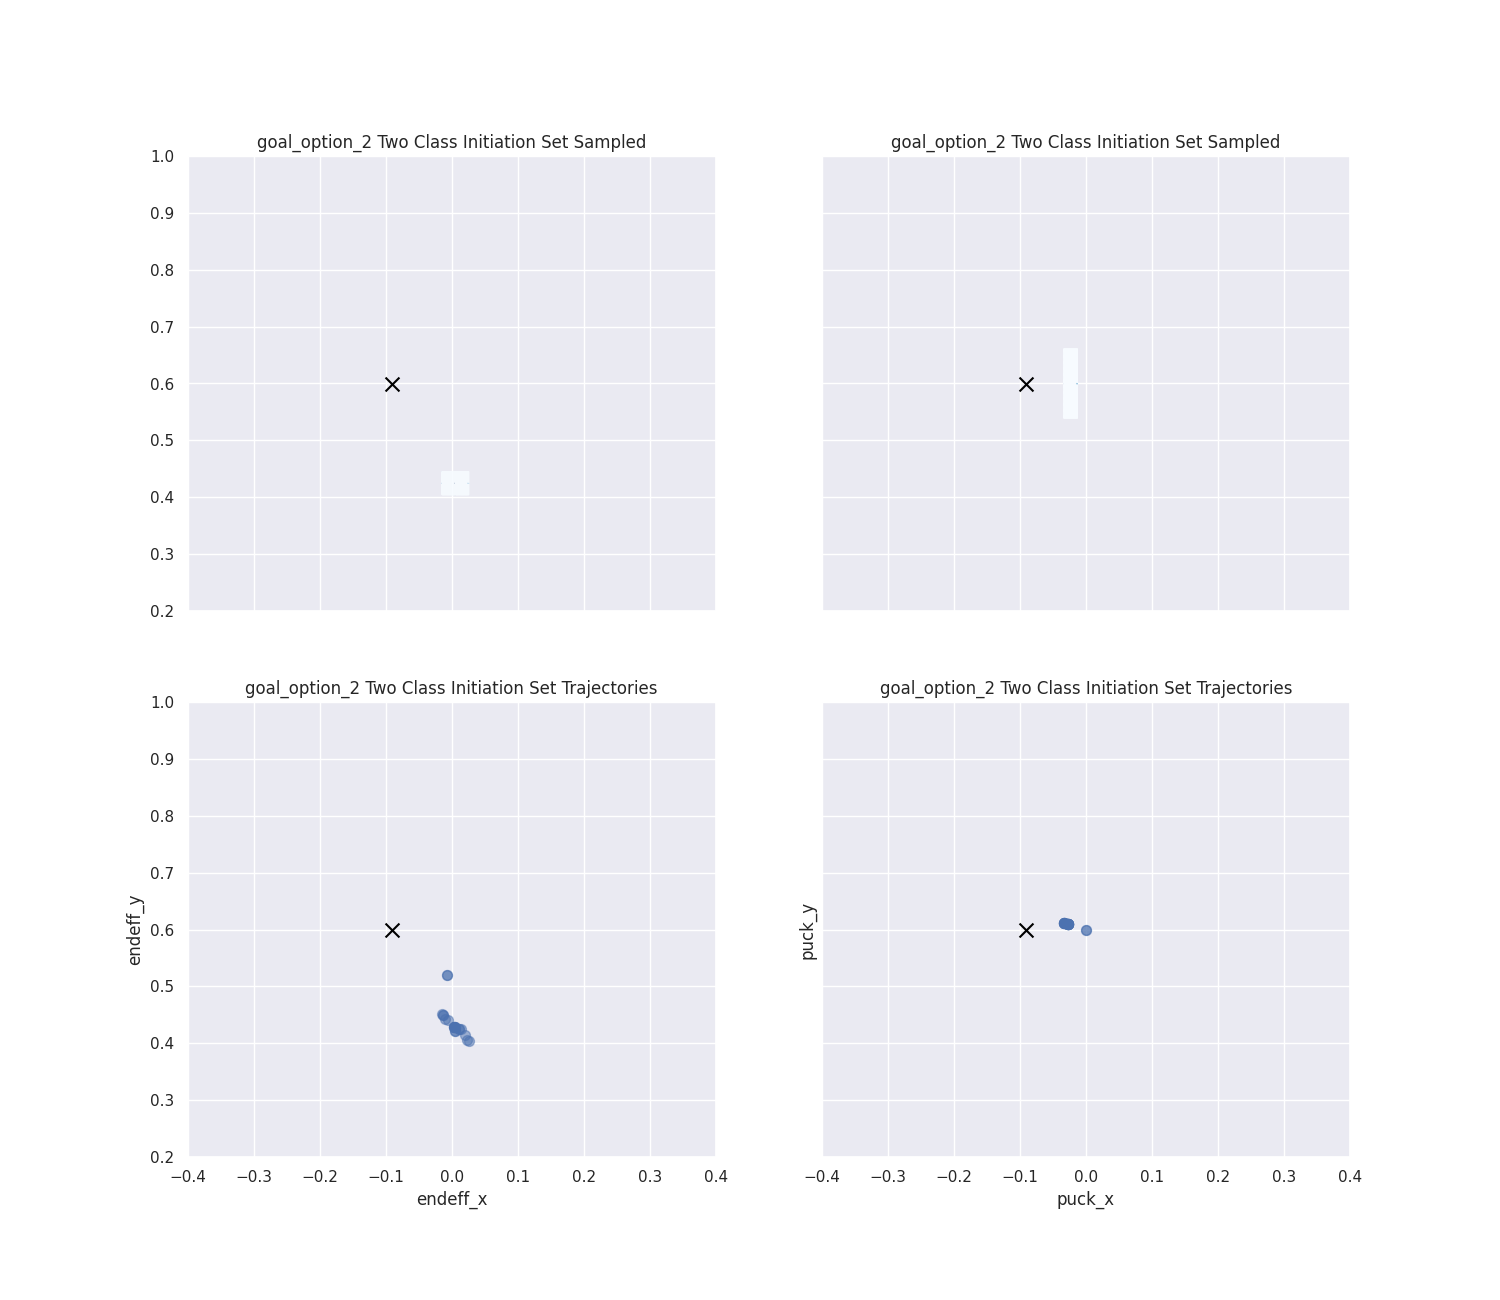 goal_option_2 Two Class Initiation Set Sampled
goal_option_2 Two Class Initiation Set Sampled
1.0
0.9
0.8
0.7
0.6
0.5
0.4
0.3
0.2
goal_option_2 Two Class Initiation Set Trajectories
goal_option_2 Two Class Initiation Set Trajectories
1.0
0.9
0.8
0.7
0.6
0.5
0.4
0.3
0.2
endeff_y
puck_y
−0.4 −0.3 −0.2 −0.1 0.0 0.1 0.2 0.3 0.4
−0.4 −0.3 −0.2 −0.1 0.0 0.1 0.2 0.3 0.4
endeff_x
puck_x